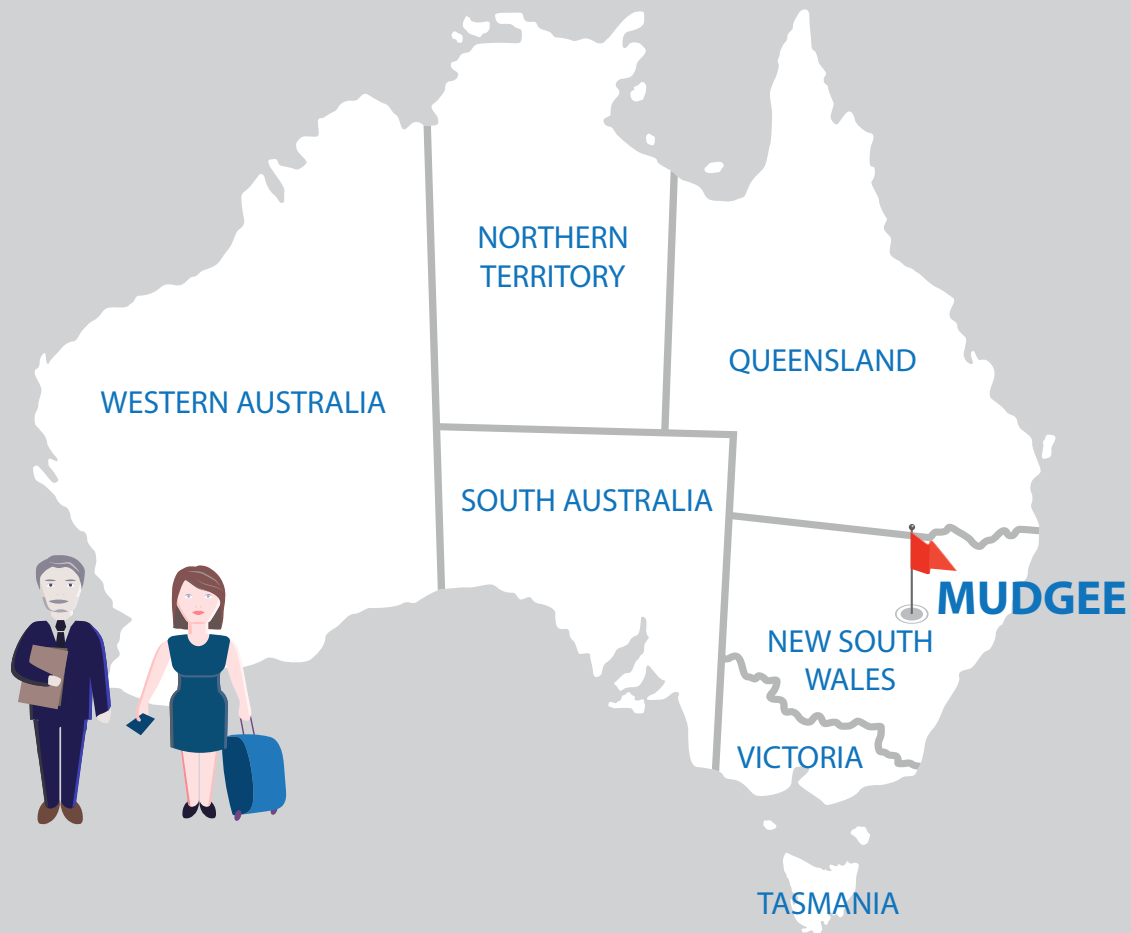 NORTHERN
TERRITORY
QUEENSLAND
WESTERN AUSTRALIA
SOUTH AUSTRALIA
MUDGEE
NEW SOUTH
WALES
VICTORIA
TASMANIA